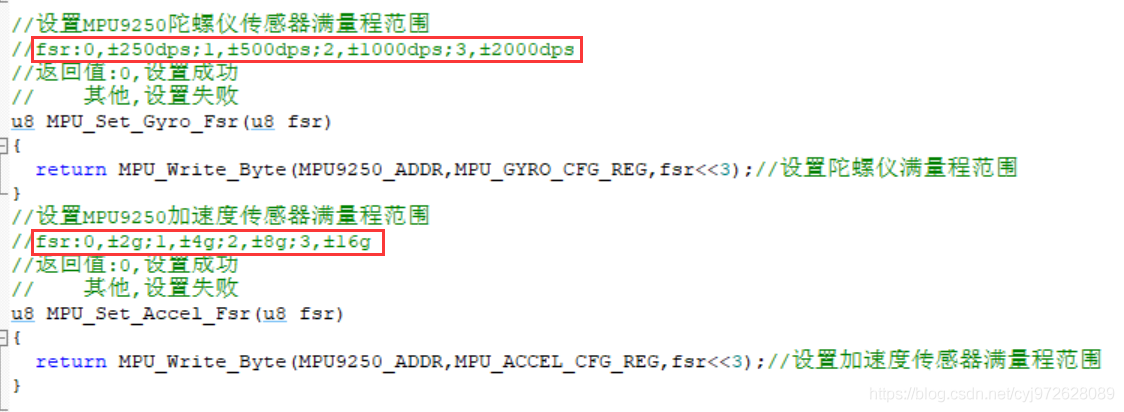 //设置MPU9250陀螺仪传感器满量程范围
//fsr:0,±250dps;1,±500dps;2,±1000dps;3,±2000dps
//返回值:0,设置成功
//    其他,设置失败
u8 MPU_Set_Gyro_Fsr(u8 fsr)
{
  return MPU_Write_Byte(MPU9250_ADDR,MPU_GYRO_CFG_REG,fsr<<3);//设置陀螺仪满量程范围
}
//设置MPU9250加速度传感器满量程范围
//fsr:0,±2g;1,±4g;2,±8g;3,±16g
//返回值:0,设置成功
//    其他,设置失败
u8 MPU_Set_Accel_Fsr(u8 fsr)
{
  return MPU_Write_Byte(MPU9250_ADDR,MPU_ACCEL_CFG_REG,fsr<<3);//设置加速度传感器满量程范围
}
https://blog.csdn.net/cyj972628089